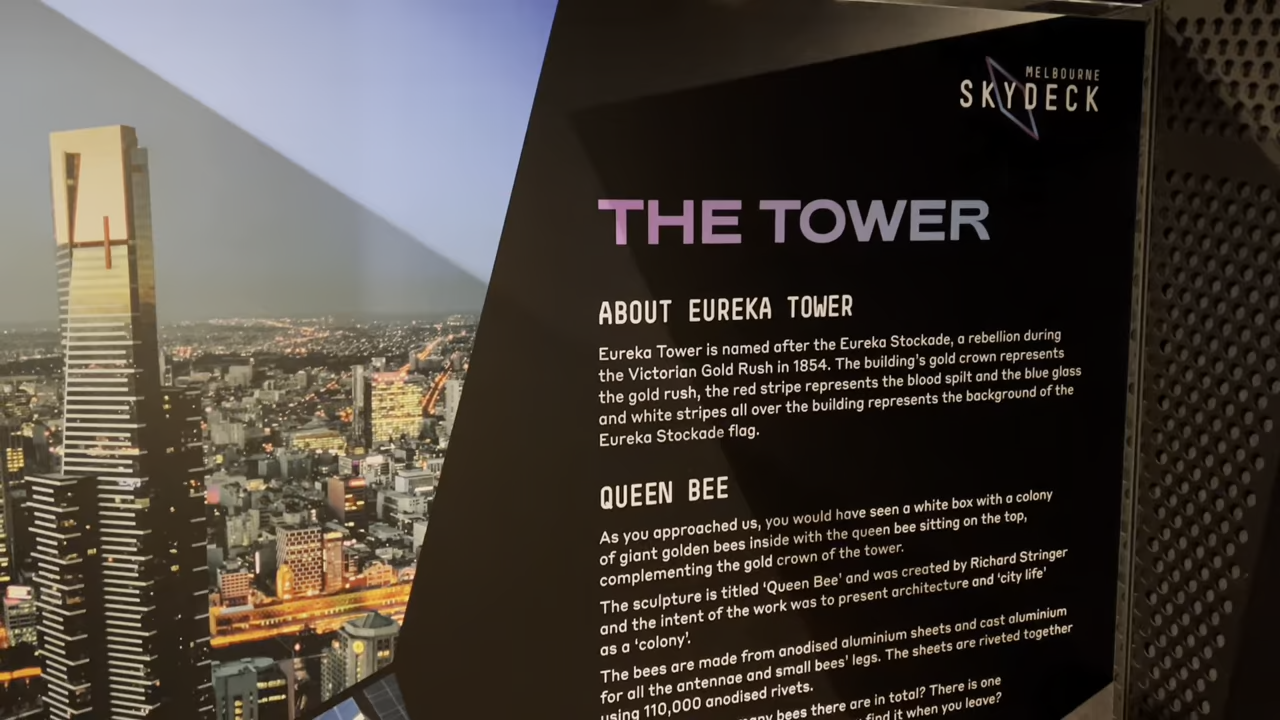 MELBOURNE
SKYDECK
THE TOWER
ABOUT EUREKA TOWER
Eureka Tower is named after the Eureka Stockade, a rebellion during
the Victorian Gold Rush in 1854. The building's gold crown represents
the gold rush, the red stripe represents the blood spilt and the blue glass
and white stripes all over the building represents the background of the
Eureka Stockade flag.
QUEEN BEE
As you approached us, you would have seen a white box with a colony
of giant golden bees inside with the queen bee sitting on the top,
complementing the gold crown of the tower.
The sculpture is titled 'Queen Bee' and was created by Richard Stringer
and the intent of the work was to present architecture and 'city life'
as a 'colony'.
The bees are made from anodised aluminium sheets and cast aluminium
for all the antennae and small bees' legs. The sheets are riveted together
using 110,000 anodised rivets.
many bees there are in total? There is one
find it when you leave?